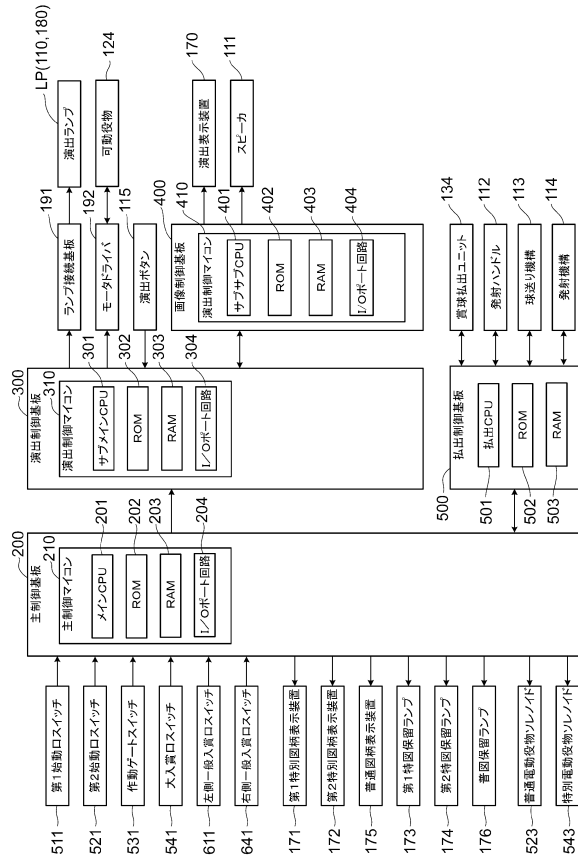 511 第1始動口スイッチ
521 第2始動口スイッチ
531 作動ゲートスイッチ
541 大入賞口スイッチ
611 左側一般入賞口スイッチ
641 右側一般入賞口スイッチ
171 第1特別図柄表示装置
172 第2特別図柄表示装置
175 普通図柄表示装置
173 第1特図保留ランプ
174 第2特図保留ランプ
176 普図保留ランプ
523 普通電動役物ソレノイド
543 特別電動役物ソレノイド
200
主制御基板
210
主制御マイコン
メインCPU 201
ROM 202
RAM 203
I/Oポート回路 204
300
演出制御基板
310
演出制御マイコン
サブメインCPU 301
ROM 302
RAM 303
I/Oポート回路 304
ランプ接続基板 191
モータドライバ 192
演出ボタン 115
演出ランプ LP(110,180)
可動役物 124
400
画像制御基板
410
演出制御マイコン
サブサブCPU 401
ROM 402
RAM 403
I/Oポート回路 404
演出表示装置 170
スピーカ 111
払出制御基板
500
払出CPU
501
ROM
502
RAM
503
賞球払出ユニット 134
発射ハンドル 112
球送り機構 113
発射機構 114